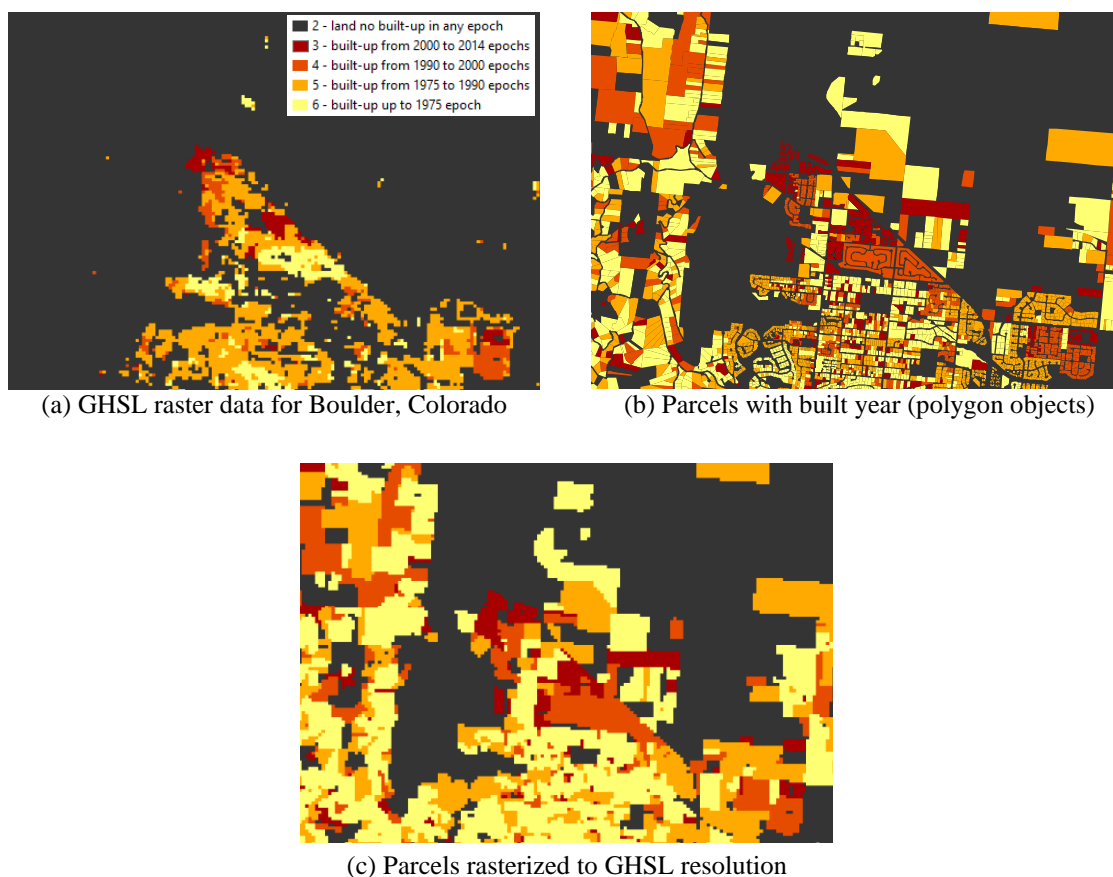 2 - land no built-up in any epoch
3 - built-up from 2000 to 2014 epochs
4 - built-up from 1990 to 2000 epochs
5 - built-up from 1975 to 1990 epochs
6 - built-up up to 1975 epoch
(a) GHSL raster data for Boulder, Colorado
(b) Parcels with built year (polygon objects)
(c) Parcels rasterized to GHSL resolution